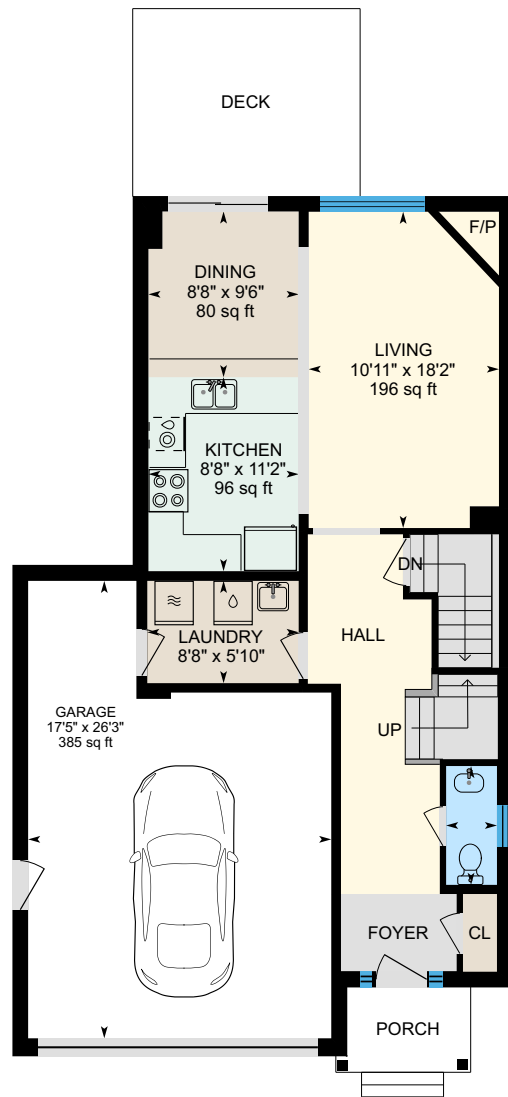 DECK
F/P
DINING
8'8" x 9'6"
80 sq ft
LIVING
10'11" x 18'2"
196 sq ft
KITCHEN
8'8" x 11'2"
96 sq ft
DN
HALL
LAUNDRY
8'8" x 5'10"
GARAGE
17'5" x 26'3"
385 sq ft
UP
FOYER
CL
PORCH